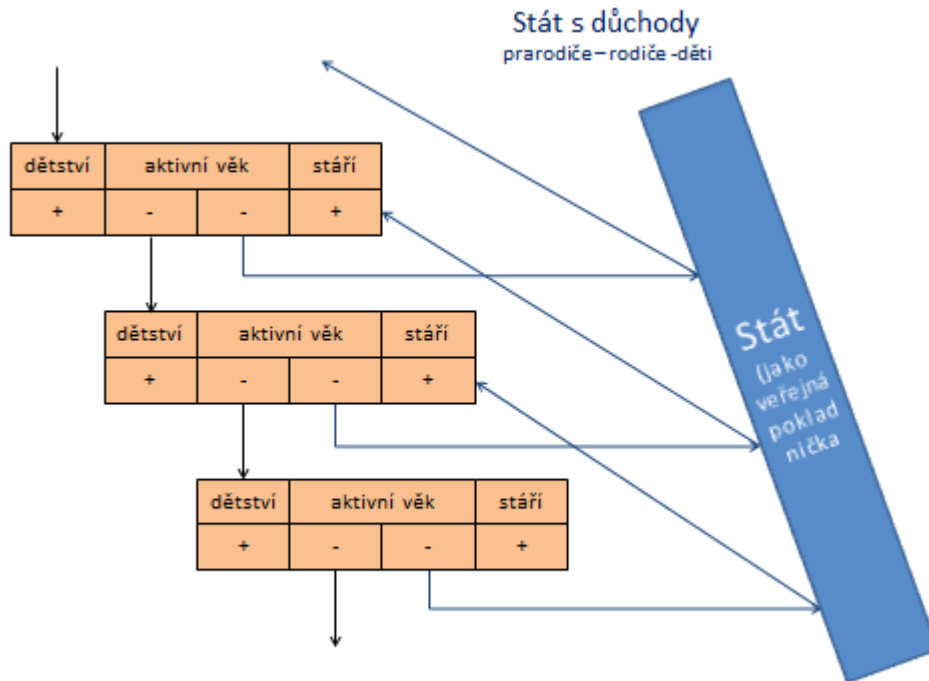 Stát s důchody
prarodiče – rodiče -děti
dětství aktivní věk stáří
+ - - +
dětství aktivní věk stáří
+ - - +
dětství aktivní věk stáří
+ - - +
Stát
(jako
veřejná
poklad
nička